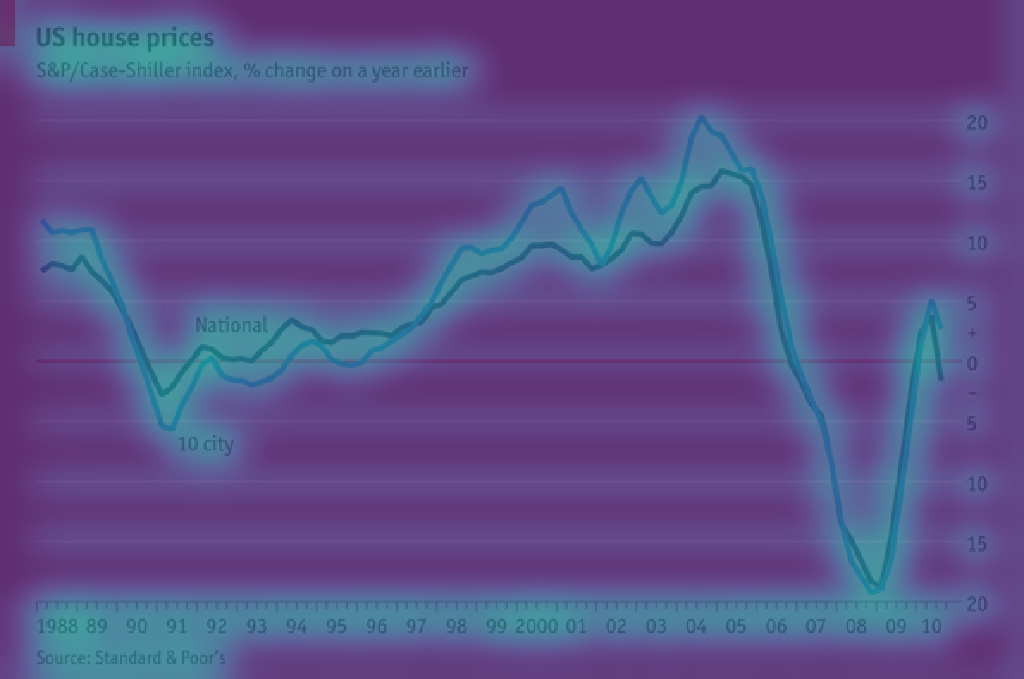 US house prices
S&P/Case-Shiller index, % change on a year earlier
20
15
10
5
+
0
–
5
10
15
20
National
10 city
1988 89 90 91 92 93 94 95 96 97 98 99 2000 01 02 03 04 05 06 07 08 09 10
Source: Standard & Poor's